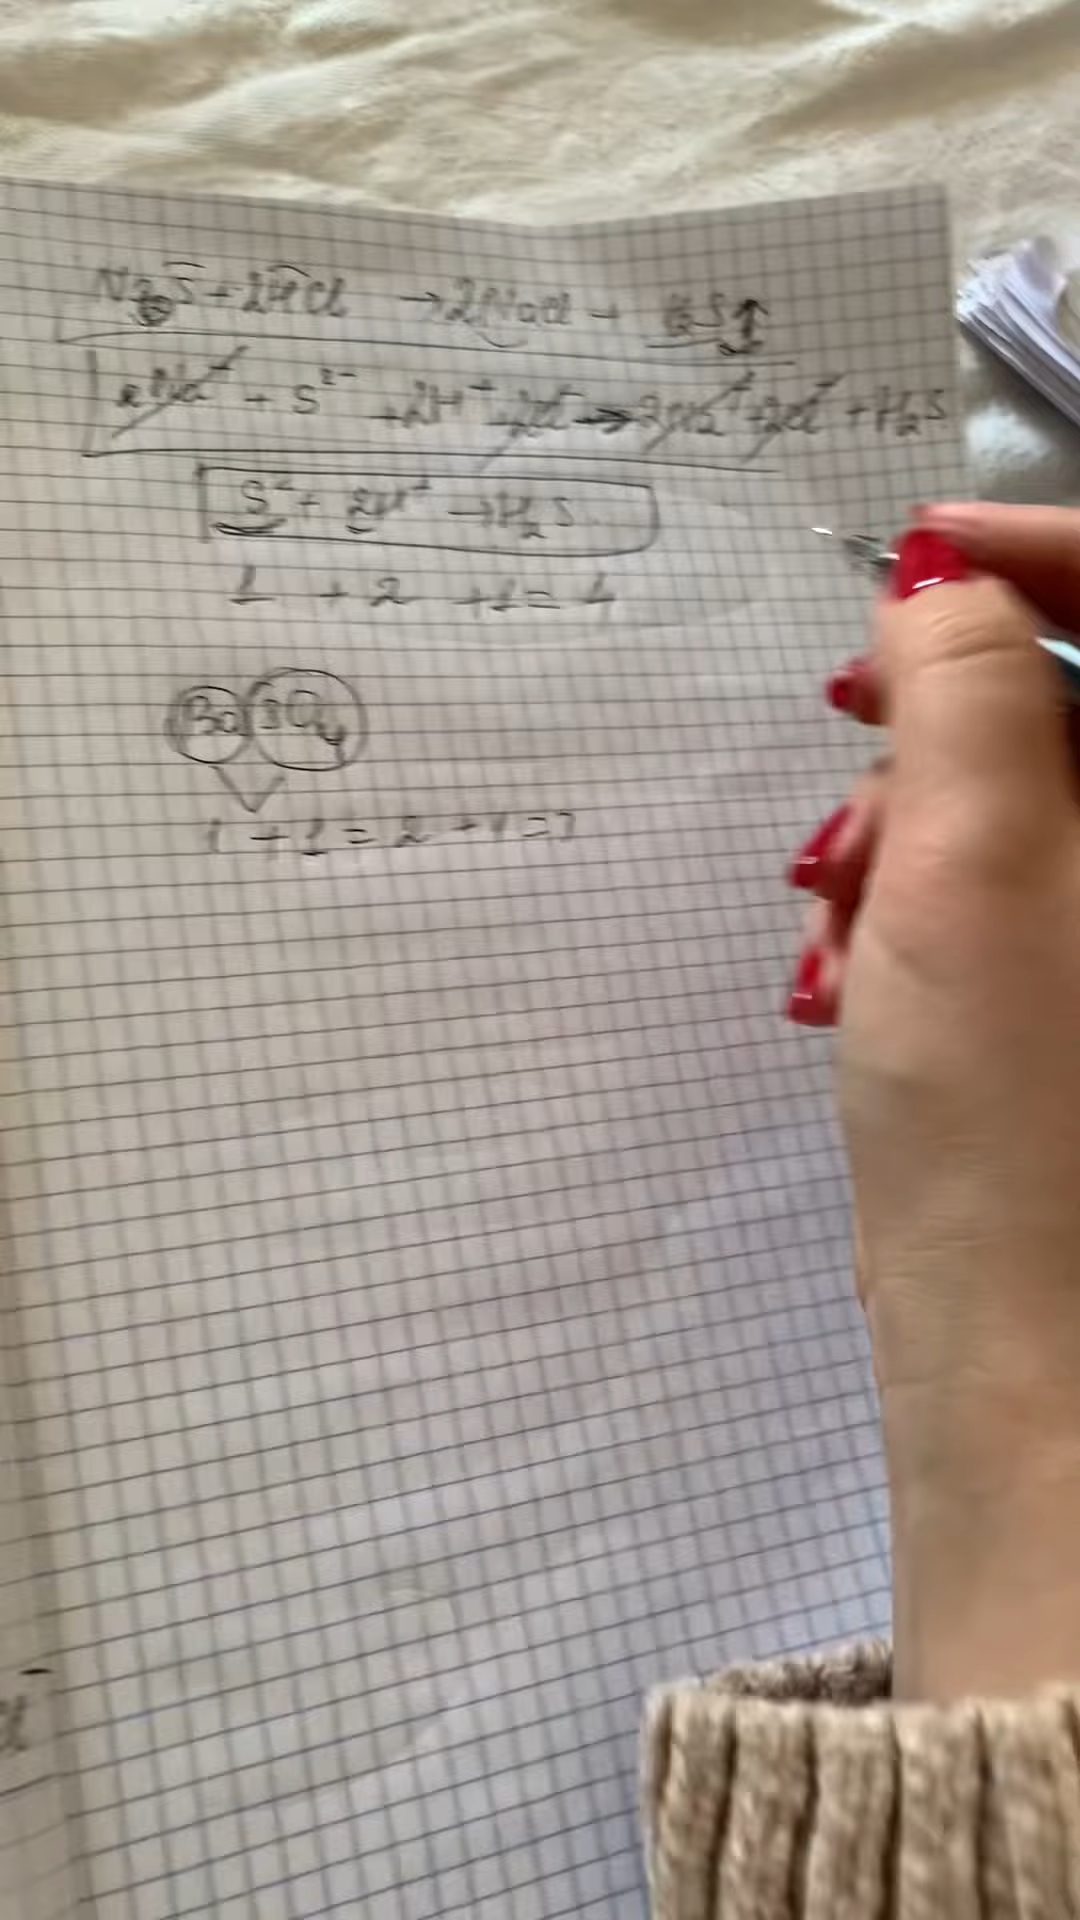 Na₂S + 2HCl → 2NaCl + H₂S↑
2Na⁺ + S²⁻ + 2H⁺ + 2Cl⁻ → 2Na⁺ + 2Cl⁻ + H₂S
S²⁻ + 2H⁺ → H₂S
1 + 2 + 1 = 4
BaSO₄
1 + 1 = 2 + 1 = 3